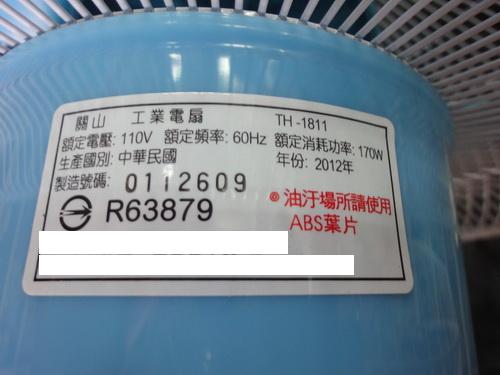 關山 工業電扇 TH-1811
額定電壓: 110V 額定頻率: 60Hz 額定消耗功率: 170W
生產國別: 中華民國 年份: 2012年
製造號碼: 0112609
R63879
◉油汙場所請使用
ABS葉片